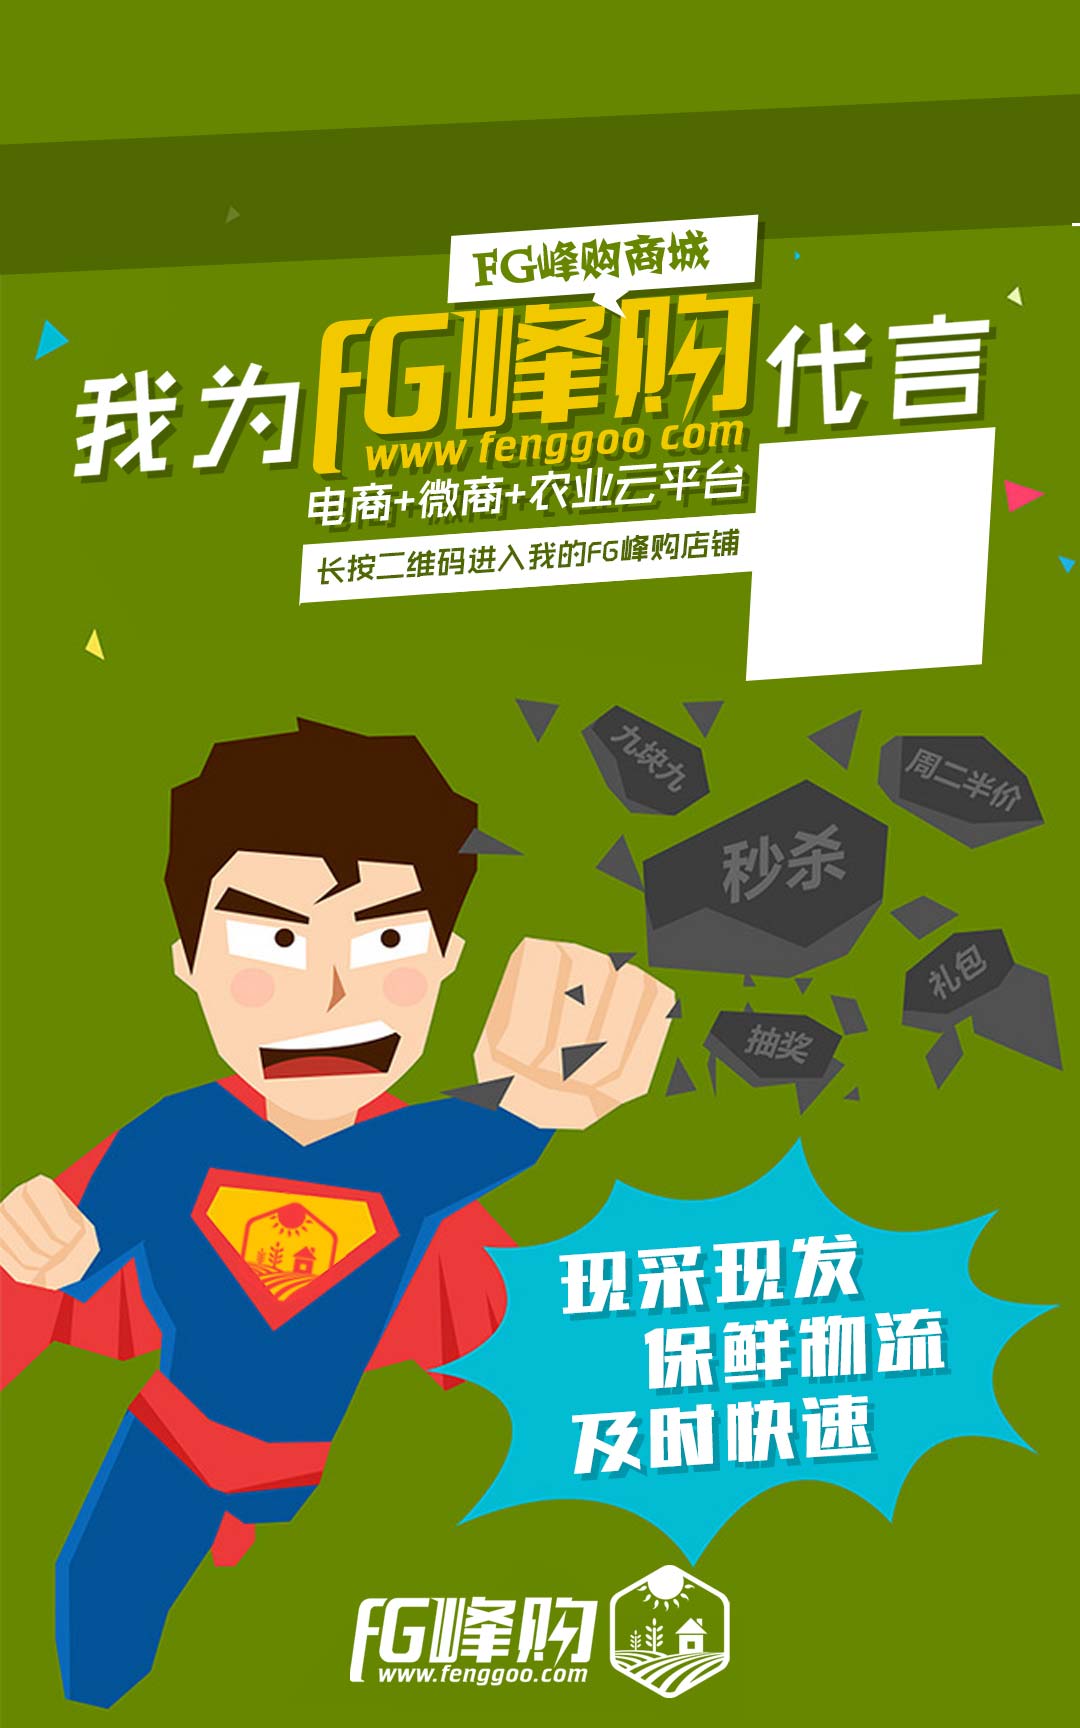 FG峰购商城
我为FG峰购代言
www fenggoo com
电商+微商+农业云平台
长按二维码进入我的FG峰购店铺
九块九
周二半价
秒杀
礼包
抽奖
现采现发
保鲜物流
及时快速
FG峰购
www.fenggoo.com